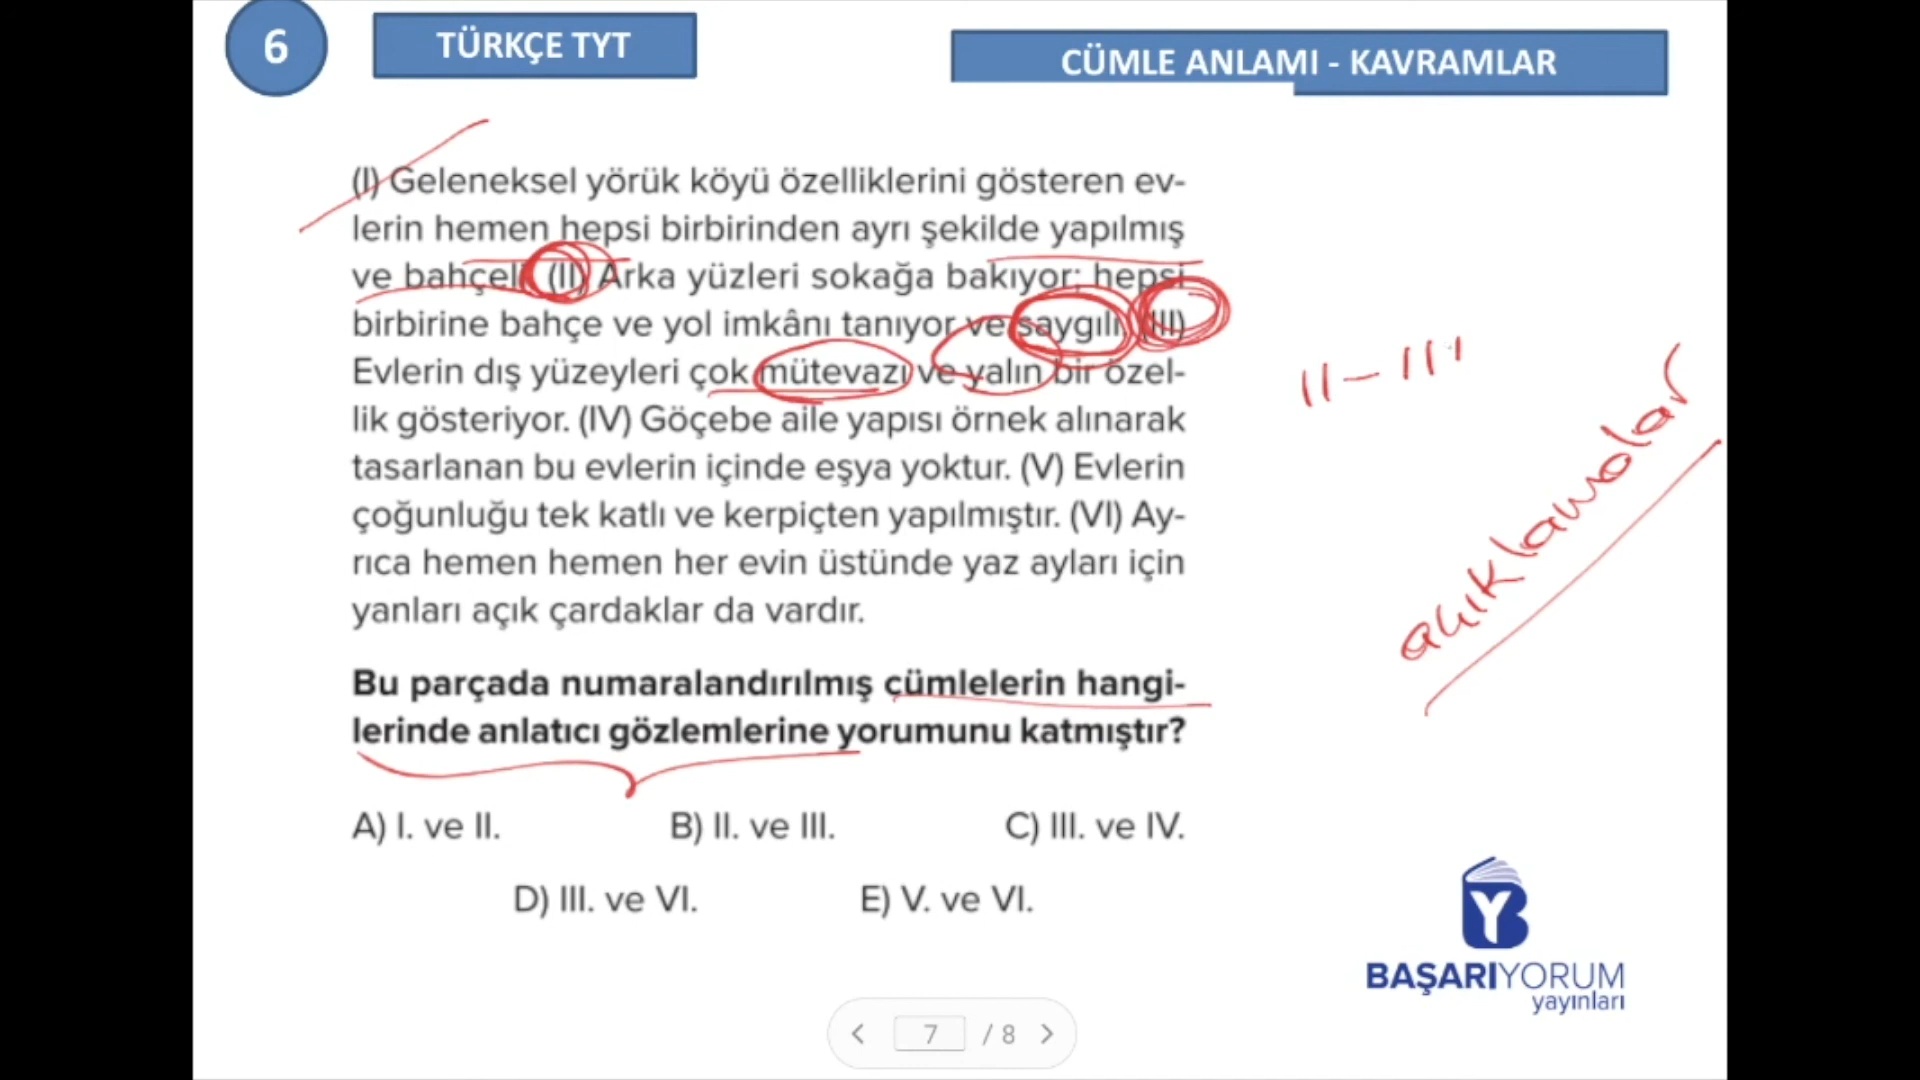 6
TÜRKÇE TYT
CÜMLE ANLAMI - KAVRAMLAR
(I) Geleneksel yörük köyü özelliklerini gösteren ev-
lerin hemen hepsi birbirinden ayrı şekilde yapılmış
ve bahçeli. (II) Arka yüzleri sokağa bakıyor; hepsi
birbirine bahçe ve yol imkânı tanıyor ve saygılı. (III)
Evlerin dış yüzeyleri çok mütevazı ve yalın bir özel-
lik gösteriyor. (IV) Göçebe aile yapısı örnek alınarak
tasarlanan bu evlerin içinde eşya yoktur. (V) Evlerin
çoğunluğu tek katlı ve kerpiçten yapılmıştır. (VI) Ay-
rıca hemen hemen her evin üstünde yaz ayları için
yanları açık çardaklar da vardır.
II - III
açıklamalar
Bu parçada numaralandırılmış cümlelerin hangi-
lerinde anlatıcı gözlemlerine yorumunu katmıştır?
A) I. ve II.
B) II. ve III.
C) III. ve IV.
D) III. ve VI.
E) V. ve VI.
BAŞARIYORUM
yayınları
7 / 8